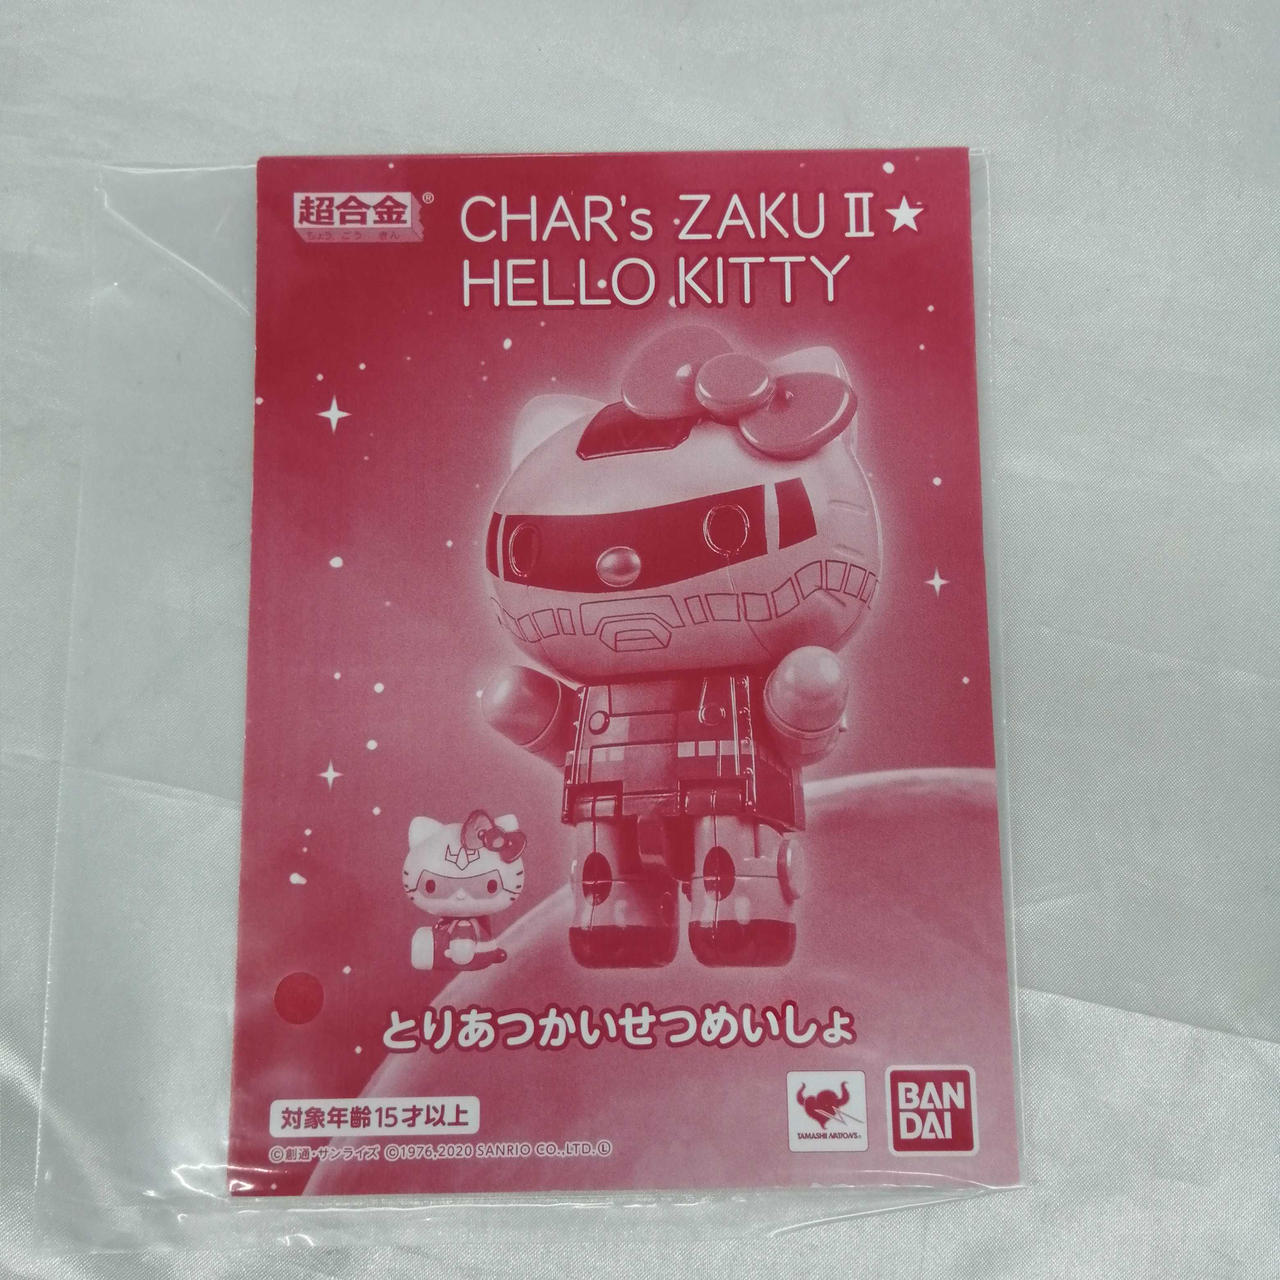 超合金®
ちょう ごう きん
CHAR's ZAKU II★
HELLO KITTY
とりあつかいせつめいしょ
対象年齢15才以上
©創通・サンライズ ©1976,2020 SANRIO CO.,LTD.Ⓛ
TAMASHII NATIONS®
BAN
DAI